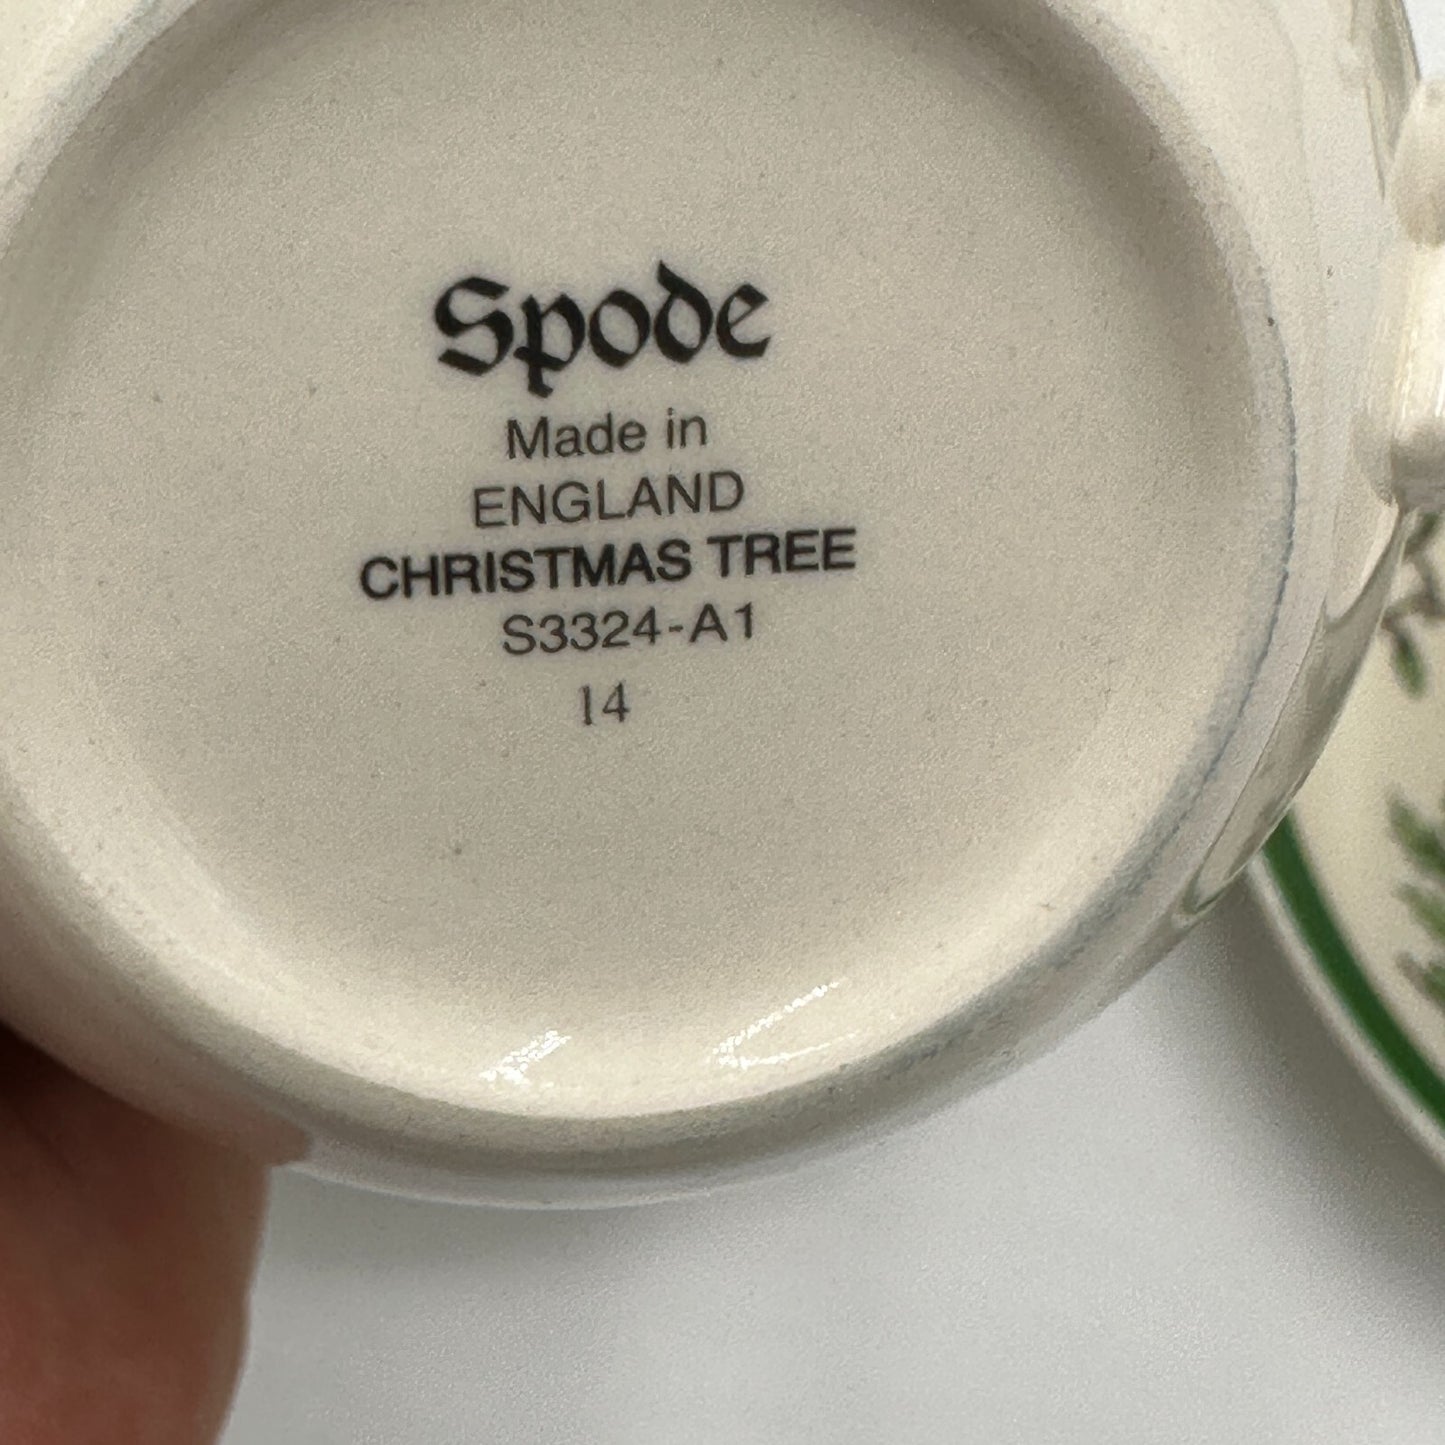 Spode
Made in
ENGLAND
CHRISTMAS TREE
S3324-A1
14